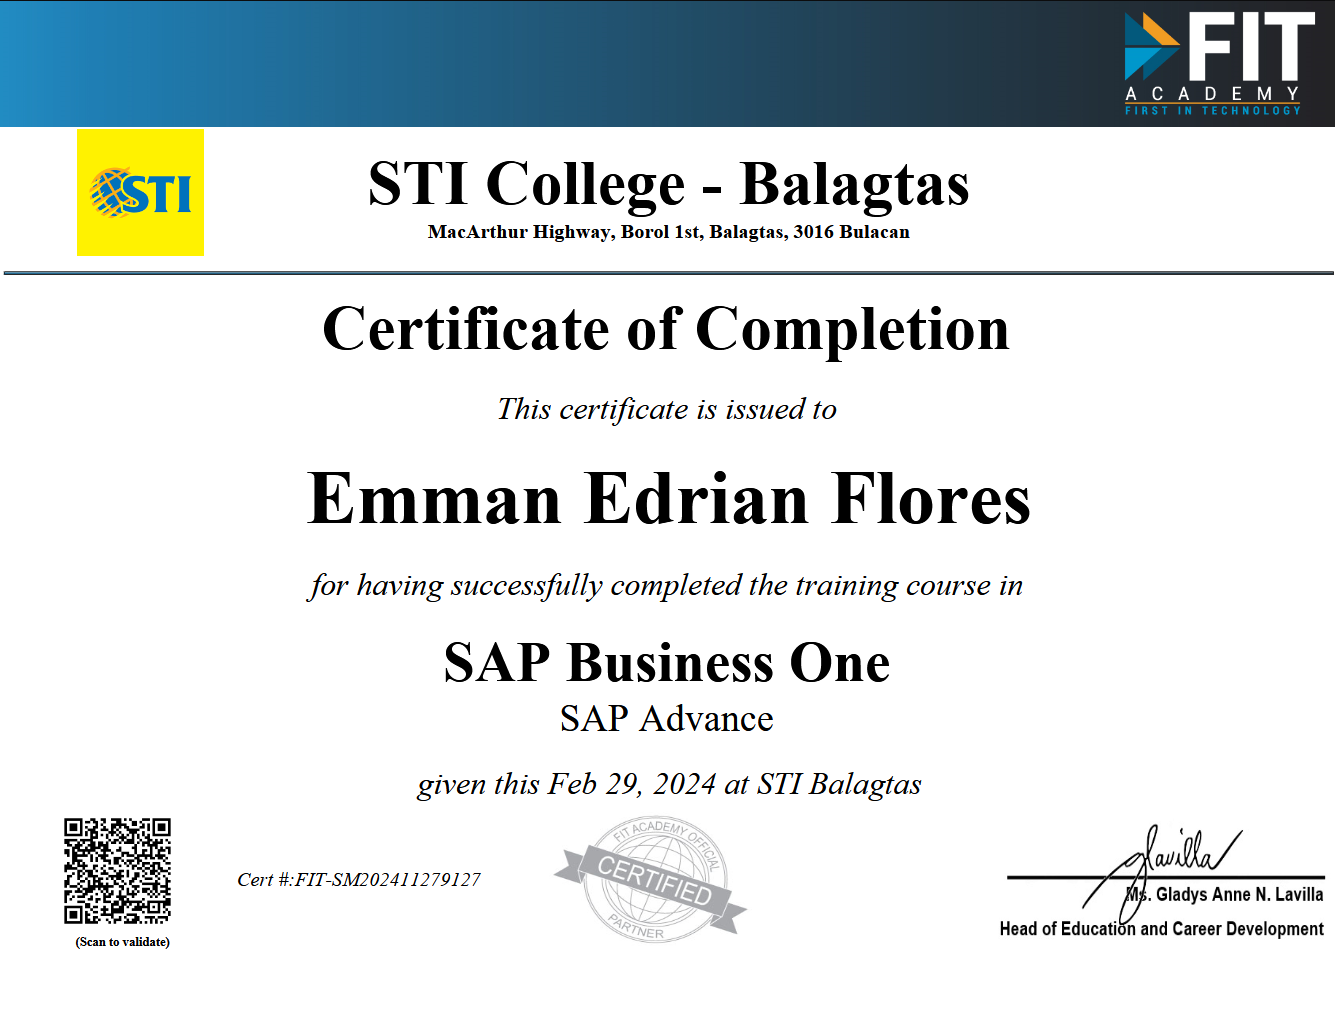 FIT
ACADEMY
FIRST IN TECHNOLOGY
STI
STI College - Balagtas
MacArthur Highway, Borol 1st, Balagtas, 3016 Bulacan
Certificate of Completion
This certificate is issued to
Emman Edrian Flores
for having successfully completed the training course in
SAP Business One
SAP Advance
given this Feb 29, 2024 at STI Balagtas
(Scan to validate)
Cert #:FIT-SM202411279127
FIT ACADEMY OFFICIAL
CERTIFIED
PARTNER
glavilla
Ms. Gladys Anne N. Lavilla
Head of Education and Career Development